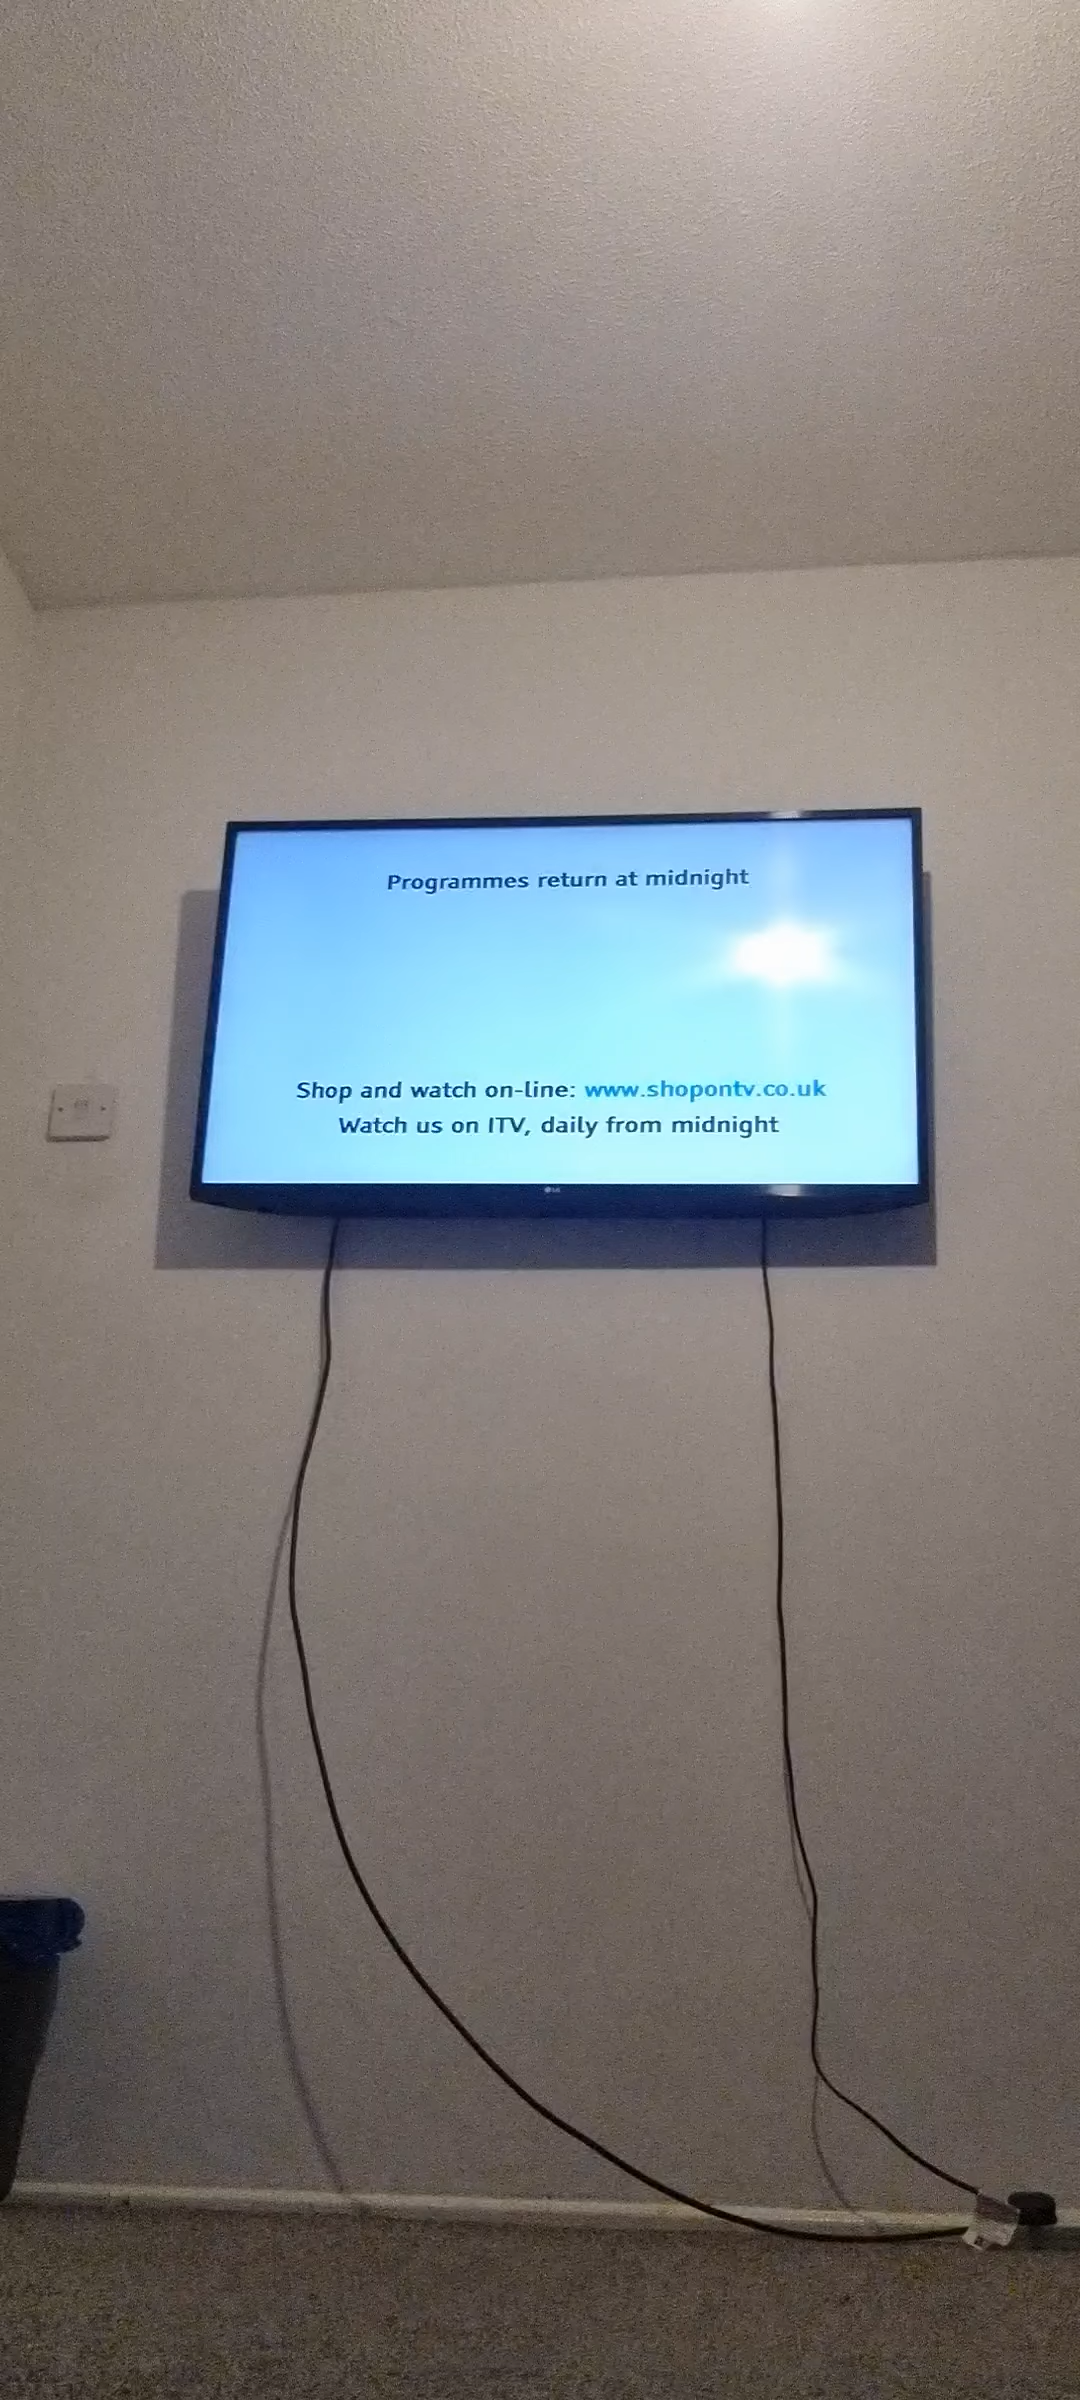 Programmes return at midnight
Shop and watch on-line: www.shopontv.co.uk
Watch us on ITV, daily from midnight
LG